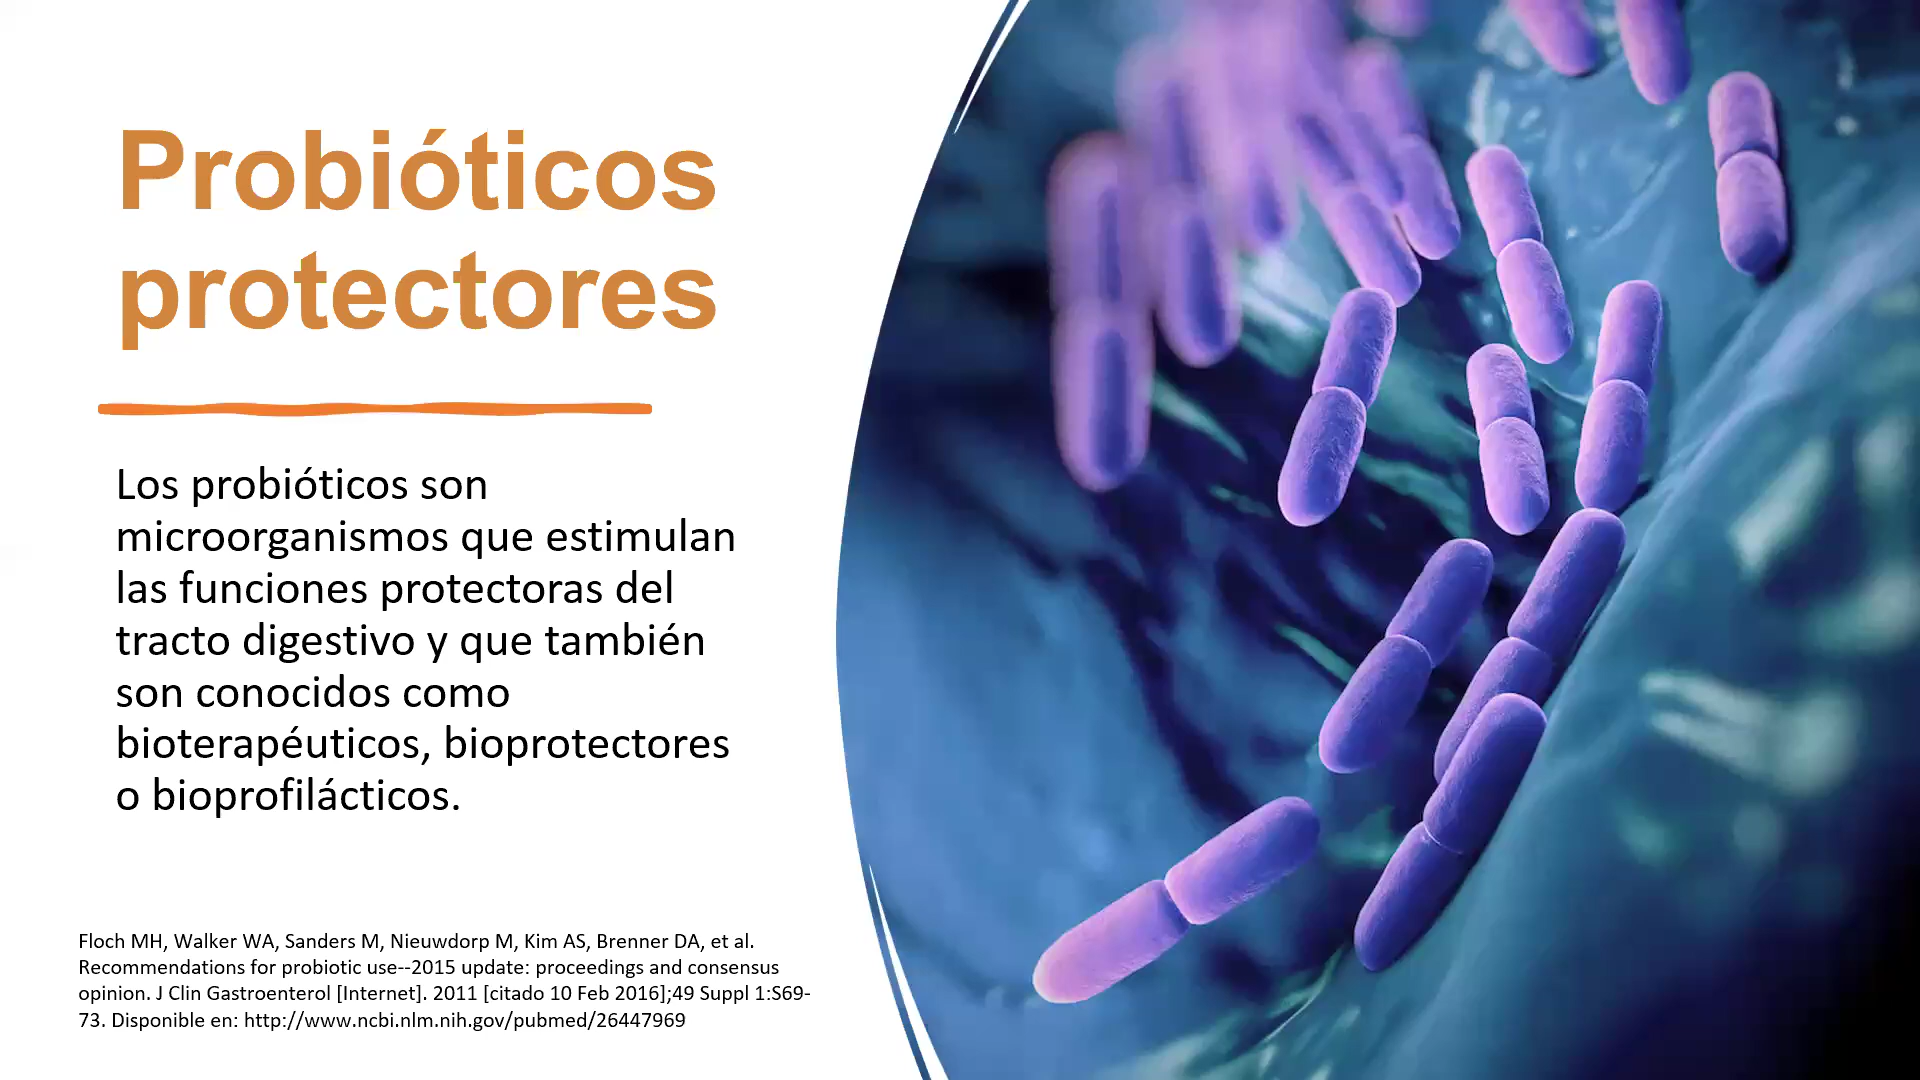 Probióticos
protectores
Los probióticos son
microorganismos que estimulan
las funciones protectoras del
tracto digestivo y que también
son conocidos como
bioterapéuticos, bioprotectores
o bioprofilácticos.
Floch MH, Walker WA, Sanders M, Nieuwdorp M, Kim AS, Brenner DA, et al.
Recommendations for probiotic use--2015 update: proceedings and consensus
opinion. J Clin Gastroenterol [Internet]. 2011 [citado 10 Feb 2016];49 Suppl 1:S69-
73. Disponible en: http://www.ncbi.nlm.nih.gov/pubmed/26447969